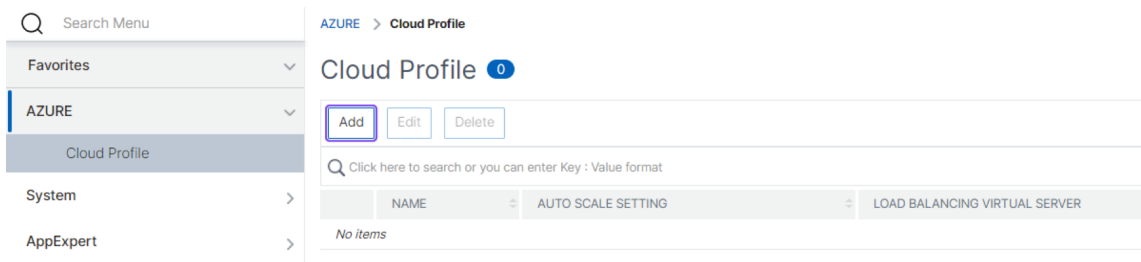 Search Menu
Favorites
AZURE
Cloud Profile
System
AppExpert
AZURE > Cloud Profile
Cloud Profile 0
Add Edit Delete
Click here to search or you can enter Key : Value format
NAME AUTO SCALE SETTING LOAD BALANCING VIRTUAL SERVER
No items